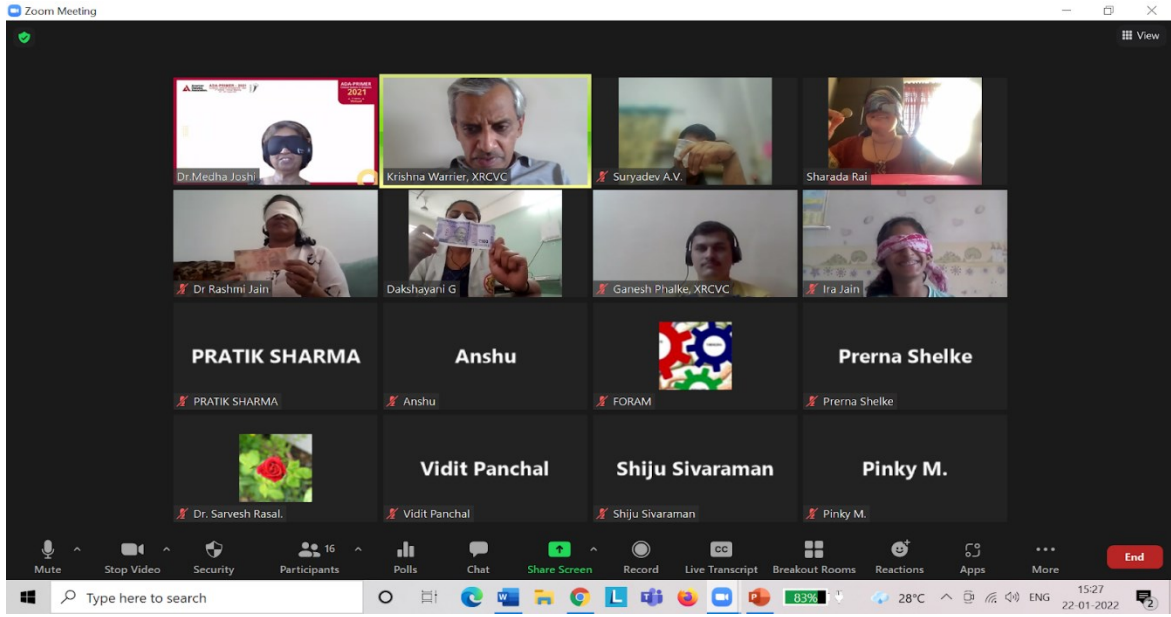 Zoom Meeting
View
ADA-PRIMER
2021
Dr.Medha Joshi
Krishna Warrier, XRCVC
Suryadev A.V.
Sharada Rai
Dr Rashmi Jain
Dakshayani G
Ganesh Phalke, XRCVC
Ira Jain
PRATIK SHARMA
Anshu
Prerna Shelke
PRATIK SHARMA
Anshu
FORAM
Prerna Shelke
Vidit Panchal
Shiju Sivaraman
Pinky M.
Dr. Sarvesh Rasal.
Vidit Panchal
Shiju Sivaraman
Pinky M.
16
CC
Mute
Stop Video
Security
Participants
Polls
Chat
Share Screen
Record
Live Transcript
Breakout Rooms
Reactions
Apps
More
End
Type here to search
83%
28°C
ENG
15:27
22-01-2022
2